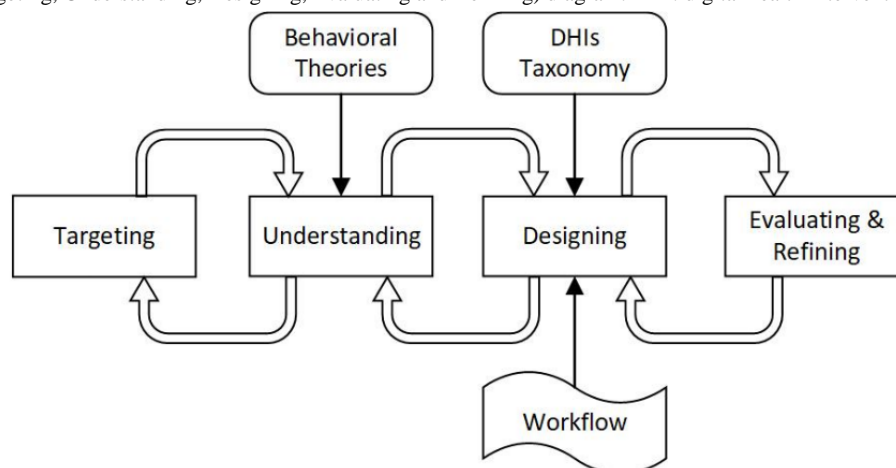 Behavioral
Theories
DHIs
Taxonomy
Targeting
Understanding
Designing
Evaluating &
Refining
Workflow